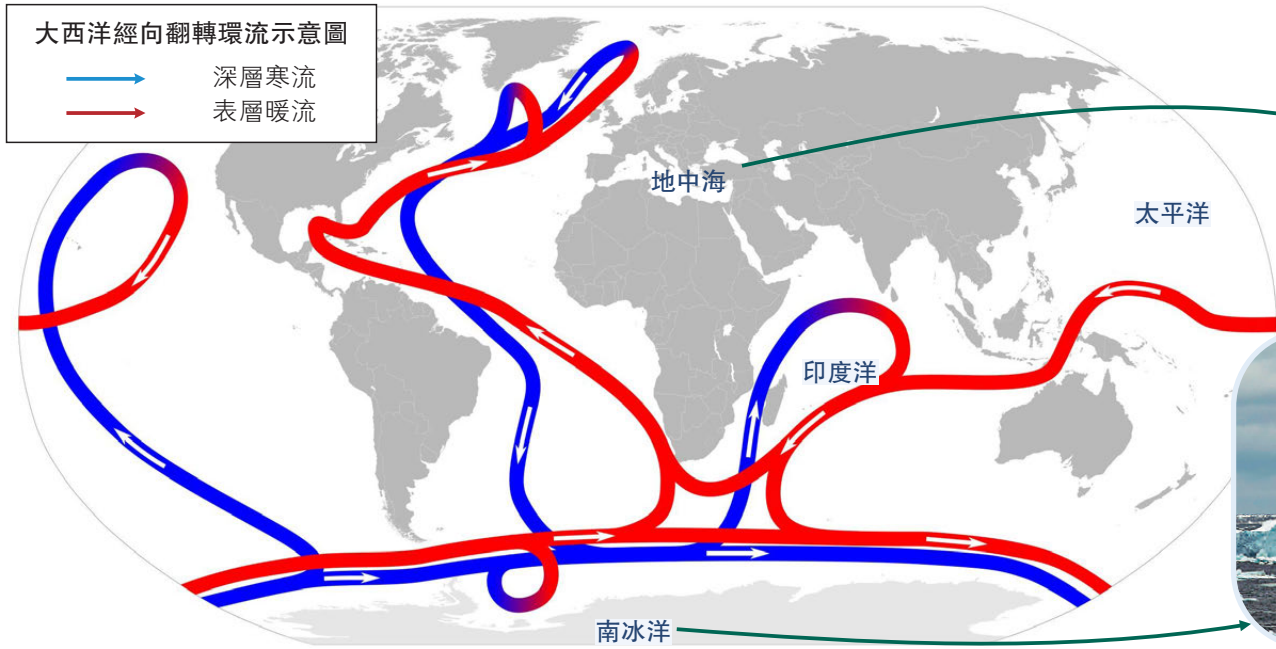 大西洋經向翻轉環流示意圖
深層寒流
表層暖流
地中海
太平洋
印度洋
南冰洋